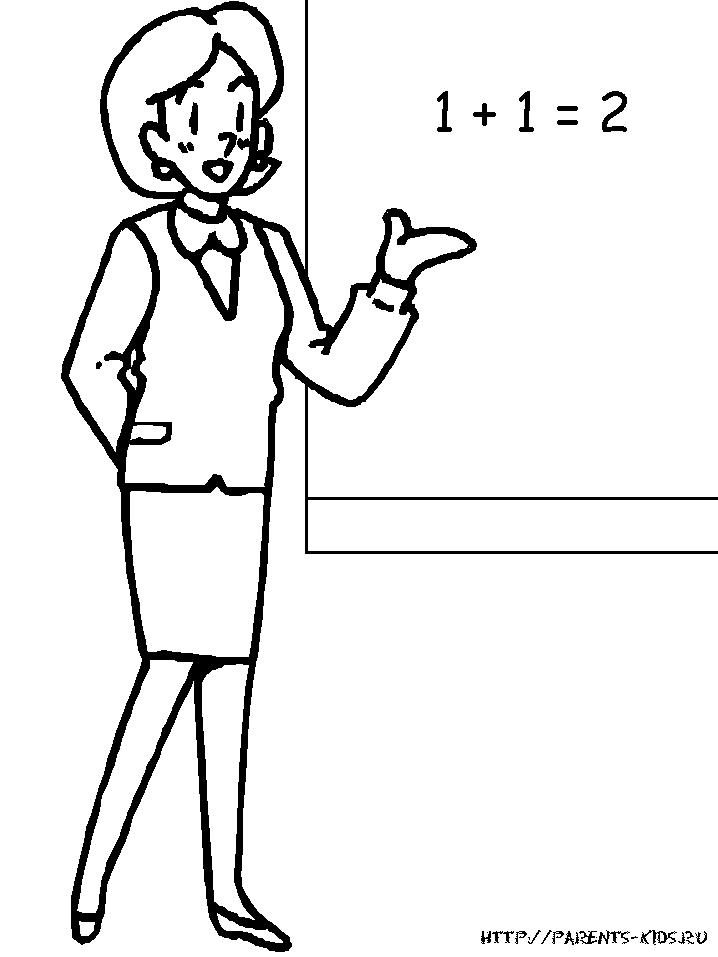 1 + 1 = 2
HTTP://PARENTS-KIDS.RU